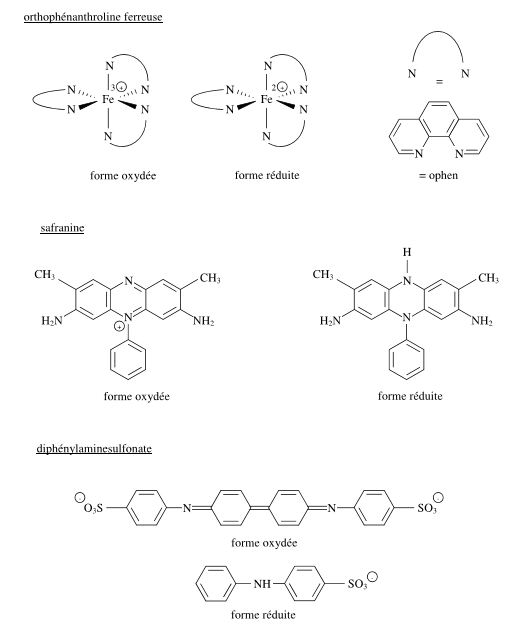 orthophénanthroline ferreuse
N N
N 3+ N
Fe
N N
N
forme oxydée
N
N 2+ N
Fe
N N
N
forme réduite
N N
=
N N
= ophen
safranine
CH3 N CH3
H2N N NH2
+
forme oxydée
H
CH3 N CH3
H2N N NH2
forme réduite
diphénylaminesulfonate
-
O3S N N SO3
-
forme oxydée
NH SO3
-
forme réduite